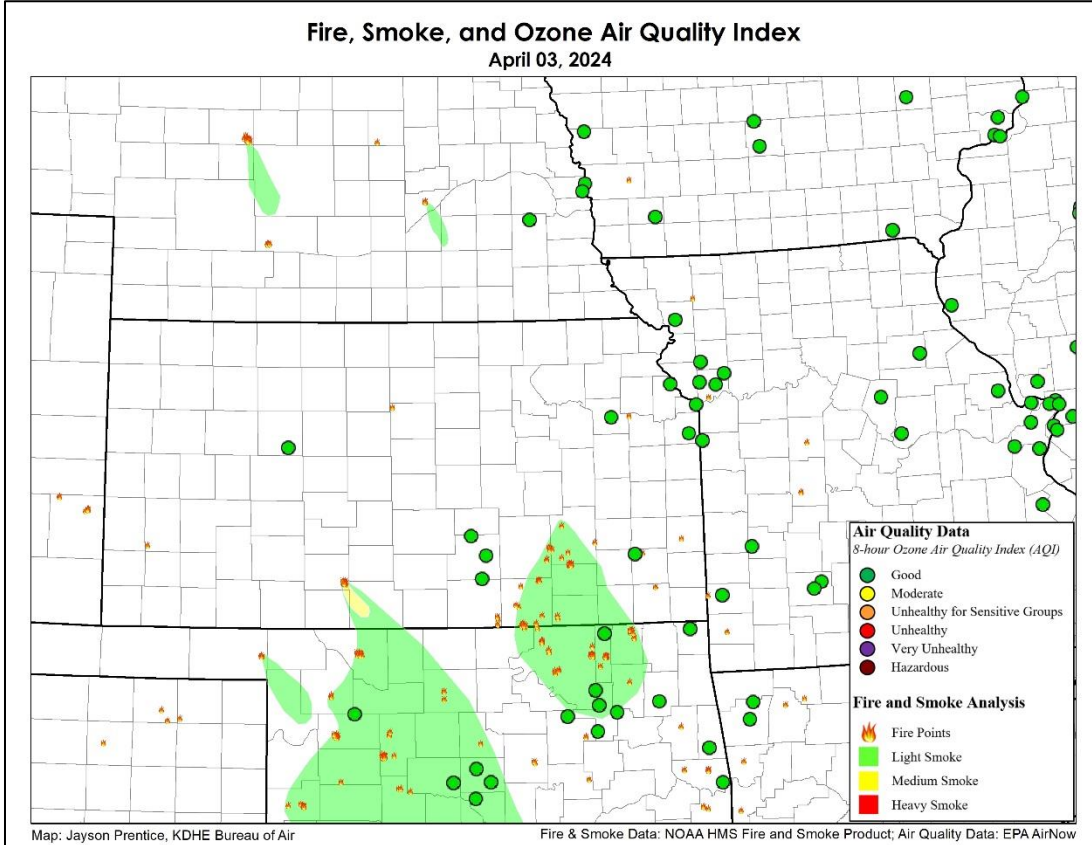 Fire, Smoke, and Ozone Air Quality Index
April 03, 2024
Air Quality Data
8-hour Ozone Air Quality Index (AQI)
Good
Moderate
Unhealthy for Sensitive Groups
Unhealthy
Very Unhealthy
Hazardous
Fire and Smoke Analysis
Fire Points
Light Smoke
Medium Smoke
Heavy Smoke
Map: Jayson Prentice, KDHE Bureau of Air
Fire & Smoke Data: NOAA HMS Fire and Smoke Product; Air Quality Data: EPA AirNow